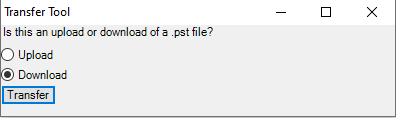 Transfer Tool
Is this an upload or download of a .pst file?
Upload
Download
Transfer